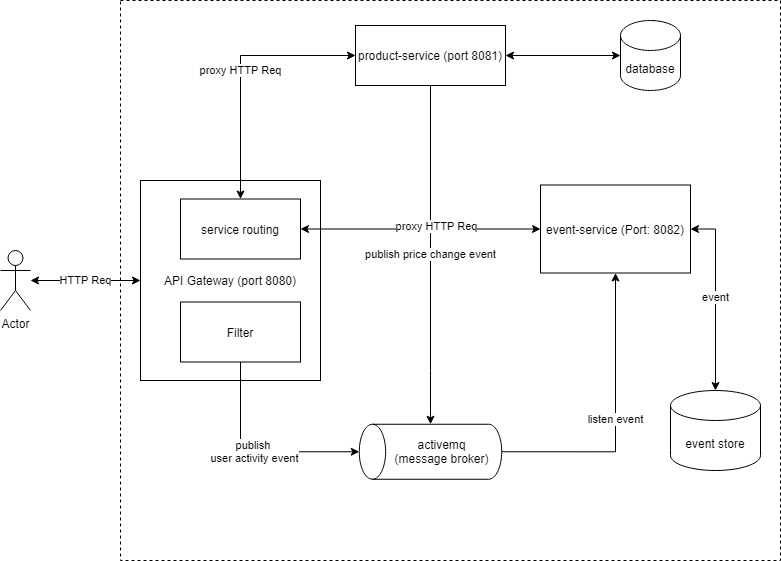 product-service (port 8081)
database
proxy HTTP Req
service routing
proxy HTTP Req
event-service (Port: 8082)
publish price change event
HTTP Req
API Gateway (port 8080)
event
Actor
Filter
listen event
publish
user activity event
activemq
(message broker)
event store